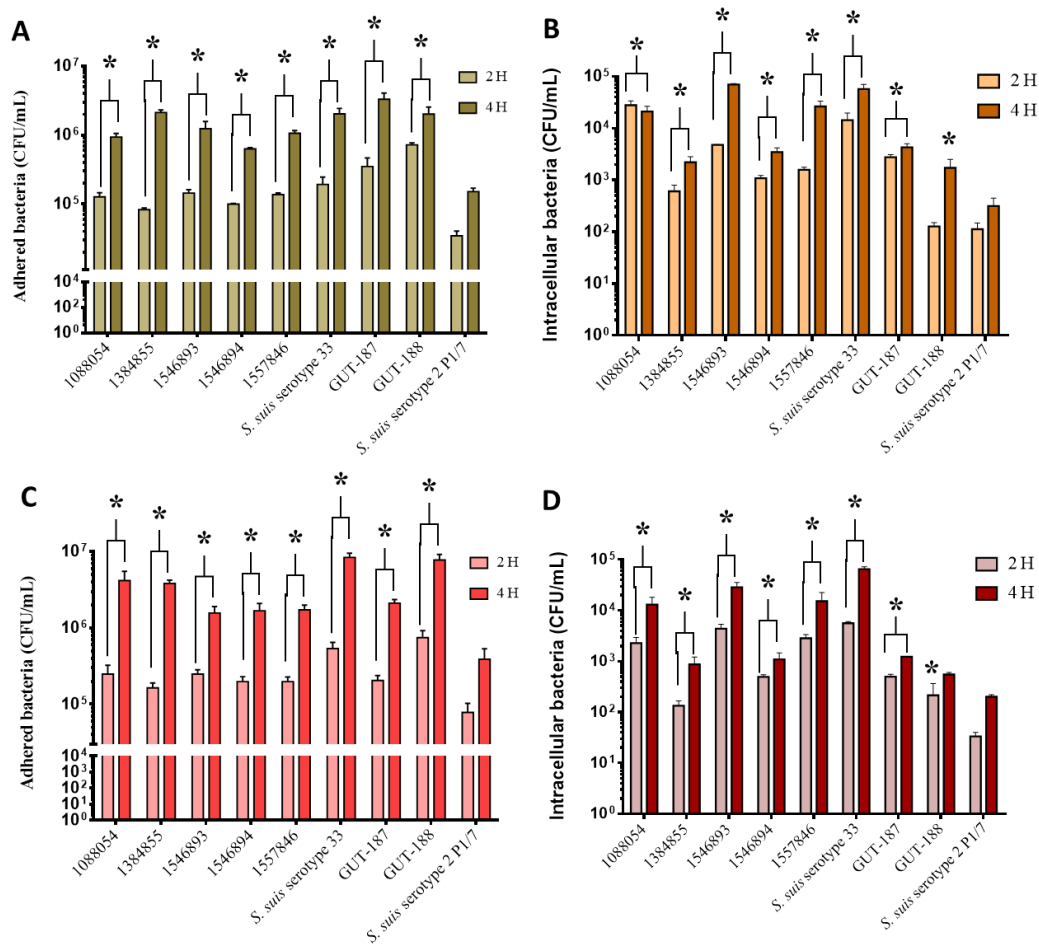 A
*
*
*
*
*
*
*
*
2 H
4 H
Adhered bacteria (CFU/mL)
10^7
10^6
10^5
10^4
10^2
10^0
1088054
1384855
1546893
1546894
1557846
S. suis serotype 33
GUT-187
GUT-188
S. suis serotype 2 P1/7
B
*
*
*
*
*
*
*
*
2 H
4 H
Intracellular bacteria (CFU/mL)
10^5
10^4
10^3
10^2
10^1
10^0
1088054
1384855
1546893
1546894
1557846
S. suis serotype 33
GUT-187
GUT-188
S. suis serotype 2 P1/7
C
*
*
*
*
*
*
*
*
2 H
4 H
Adhered bacteria (CFU/mL)
10^7
10^6
10^5
10^4
10^3
10^2
10^1
10^0
1088054
1384855
1546893
1546894
1557846
S. suis serotype 33
GUT-187
GUT-188
S. suis serotype 2 P1/7
D
*
*
*
*
*
*
*
*
2 H
4 H
Intracellular bacteria (CFU/mL)
10^5
10^4
10^3
10^2
10^1
10^0
1088054
1384855
1546893
1546894
1557846
S. suis serotype 33
GUT-187
GUT-188
S. suis serotype 2 P1/7